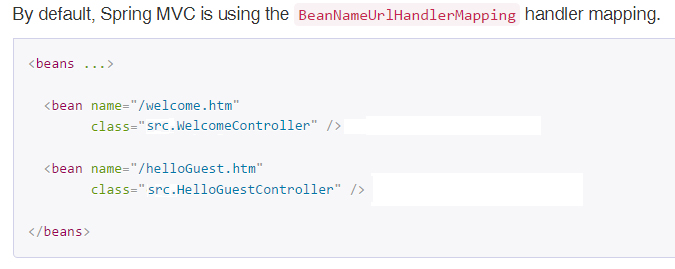 By default, Spring MVC is using the BeanNameUrlHandlerMapping handler mapping.
<beans ...>
<bean name="/welcome.htm"
class="src.WelcomeController" />
<bean name="/helloGuest.htm"
class="src.HelloGuestController" />
</beans>